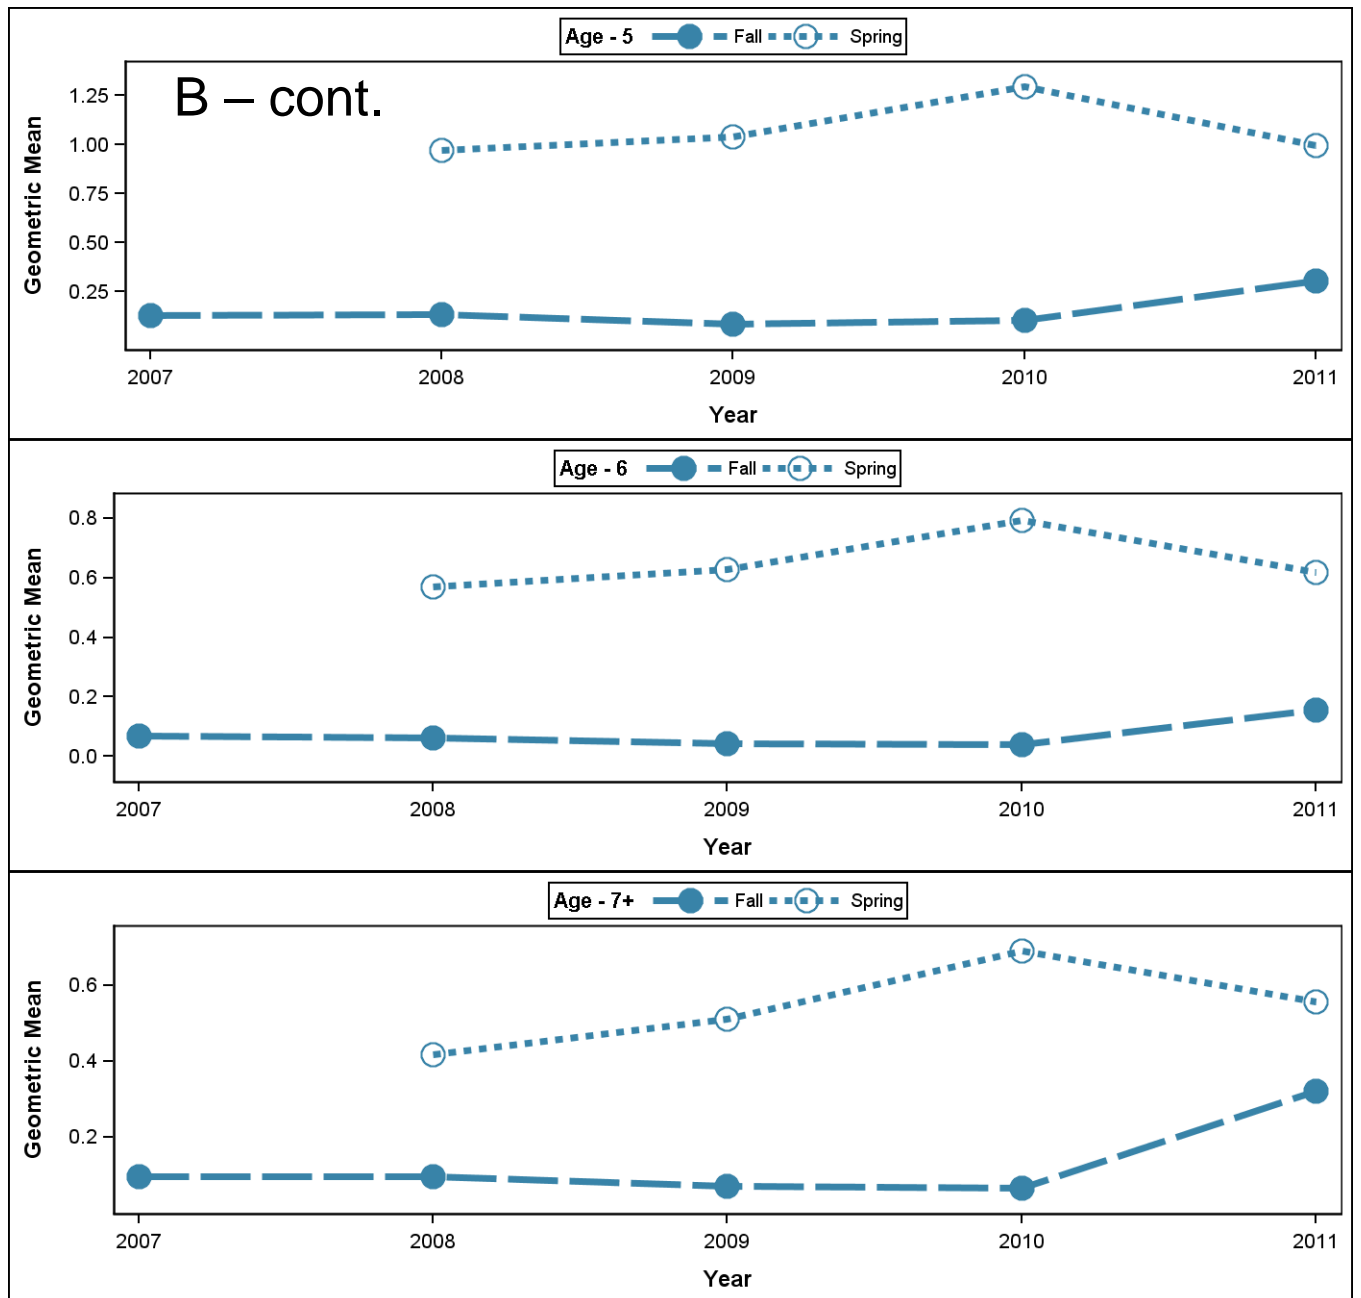 Age - 5 Fall Spring
B – cont.
Geometric Mean
1.25
1.00
0.75
0.50
0.25
2007 2008 2009 2010 2011
Year
Age - 6 Fall Spring
Geometric Mean
0.8
0.6
0.4
0.2
0.0
2007 2008 2009 2010 2011
Year
Age - 7+ Fall Spring
Geometric Mean
0.6
0.4
0.2
2007 2008 2009 2010 2011
Year